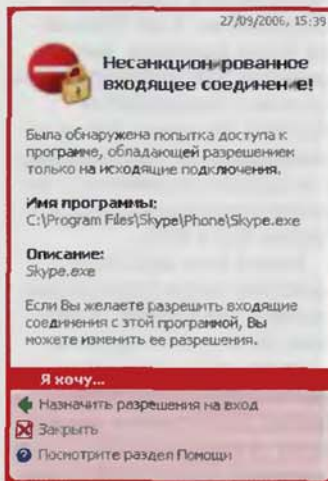 27/09/2006, 15:39
Несанкционированное
входящее соединение!
Была обнаружена попытка доступа к
программе, обладающей разрешением
только на исходящие подключения.
Имя программы:
C:\Program Files\Skype\Phone\Skype.exe
Описание:
Skype.exe
Если Вы желаете разрешить входящие
соединения с этой программой, Вы
можете изменить ее разрешения.
Я хочу...
Назначить разрешения на вход
Закрыть
Посмотрите раздел Помощи